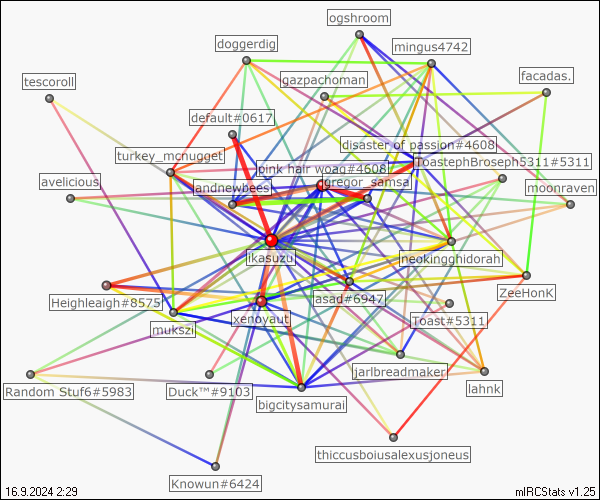 ogshroom
doggerdig
mingus4742
tescoroll
gazpachoman
facadas.
default#0617
disaster of passion#4608
turkey_mcnugget
pink hair woag#4608
ToastephBroseph5311#5311
avelicious
landnewbees
gregor_samsa
moonraven
ikasuzu
neokingghidorah
Heighleaigh#8575
asad#6947
ZeeHonK
mukszi
xenoyaut
Toast#5311
Random Stuf6#5983
Duck™#9103
jarlbreadmaker
lahnk
bigcitysamurai
thiccusboiusalexusjoneus
Knowun#6424
16.9.2024 2:29
mIRCStats v1.25